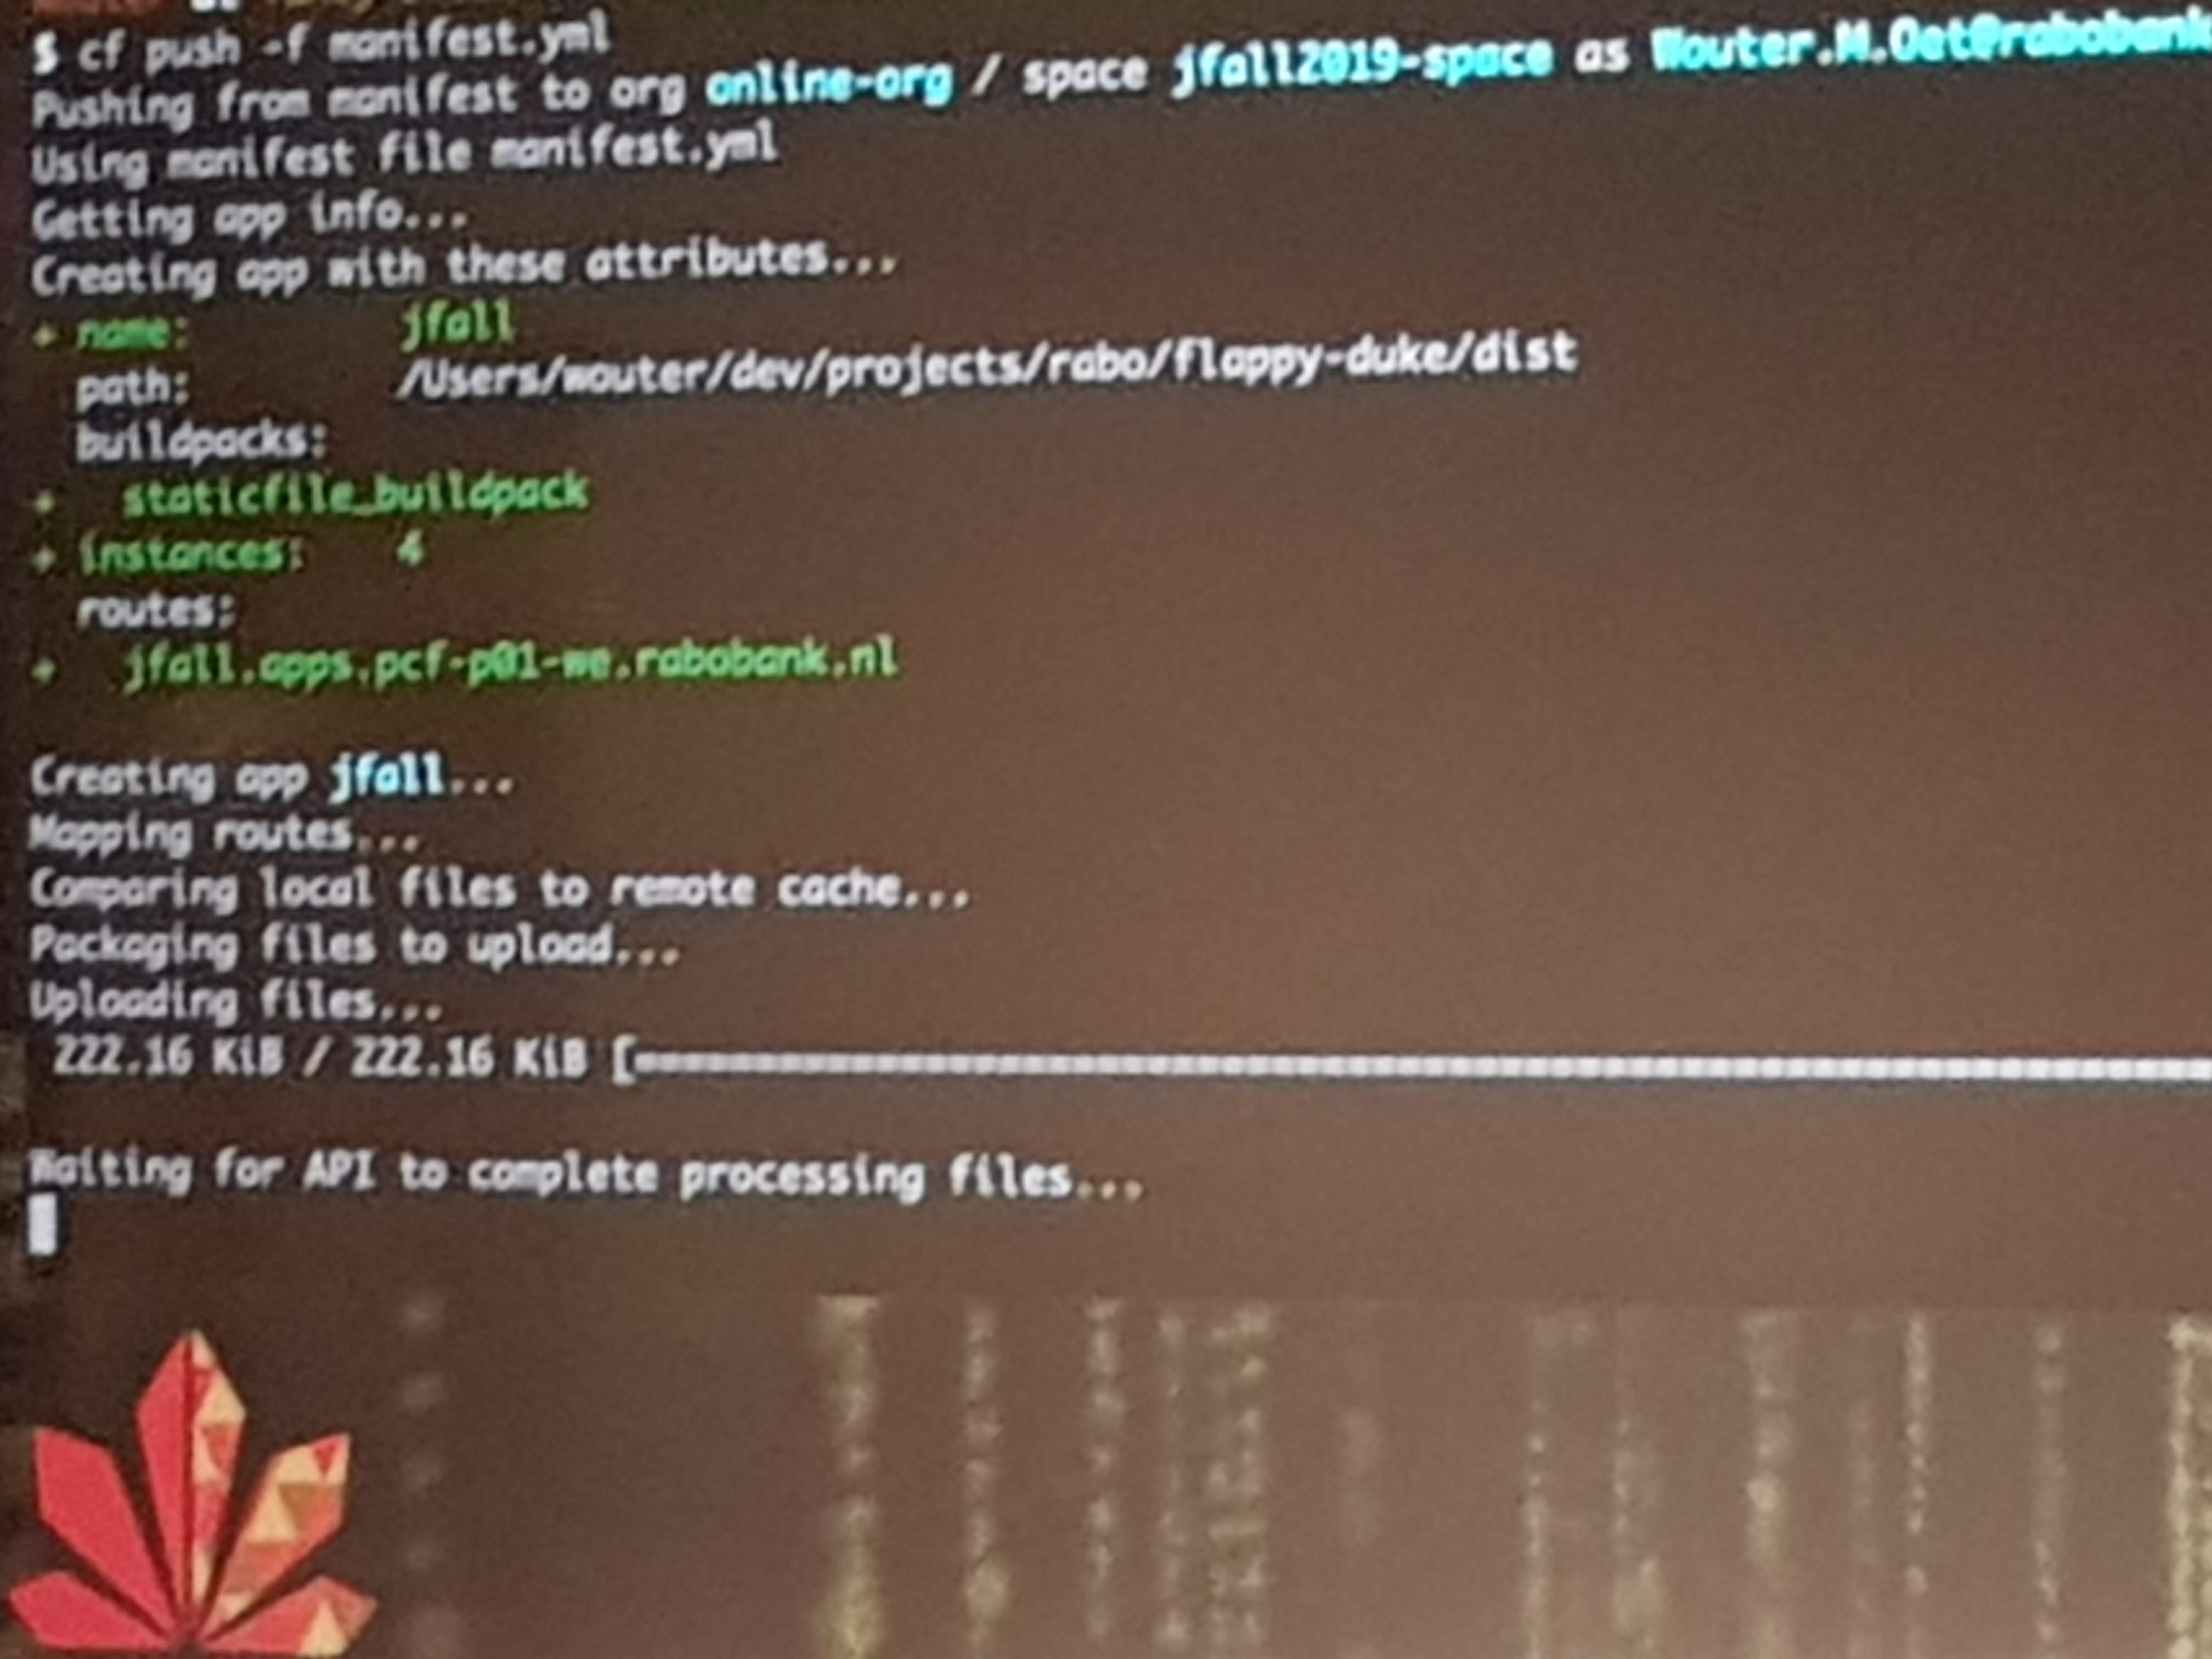 $ cf push -f manifest.yml
Pushing from manifest to org online-org / space jfall2019-space as Wouter.M.Oet@rabobank
Using manifest file manifest.yml
Getting app info...
Creating app with these attributes...
+ name: jfall
path: /Users/wouter/dev/projects/rabo/flappy-duke/dist
buildpacks:
+ staticfile_buildpack
+ instances: 4
routes:
+ jfall.apps.pcf-p01-we.rabobank.nl
Creating app jfall...
Mapping routes...
Comparing local files to remote cache...
Packaging files to upload...
Uploading files...
222.16 KiB / 222.16 KiB [====================================================================
Waiting for API to complete processing files...